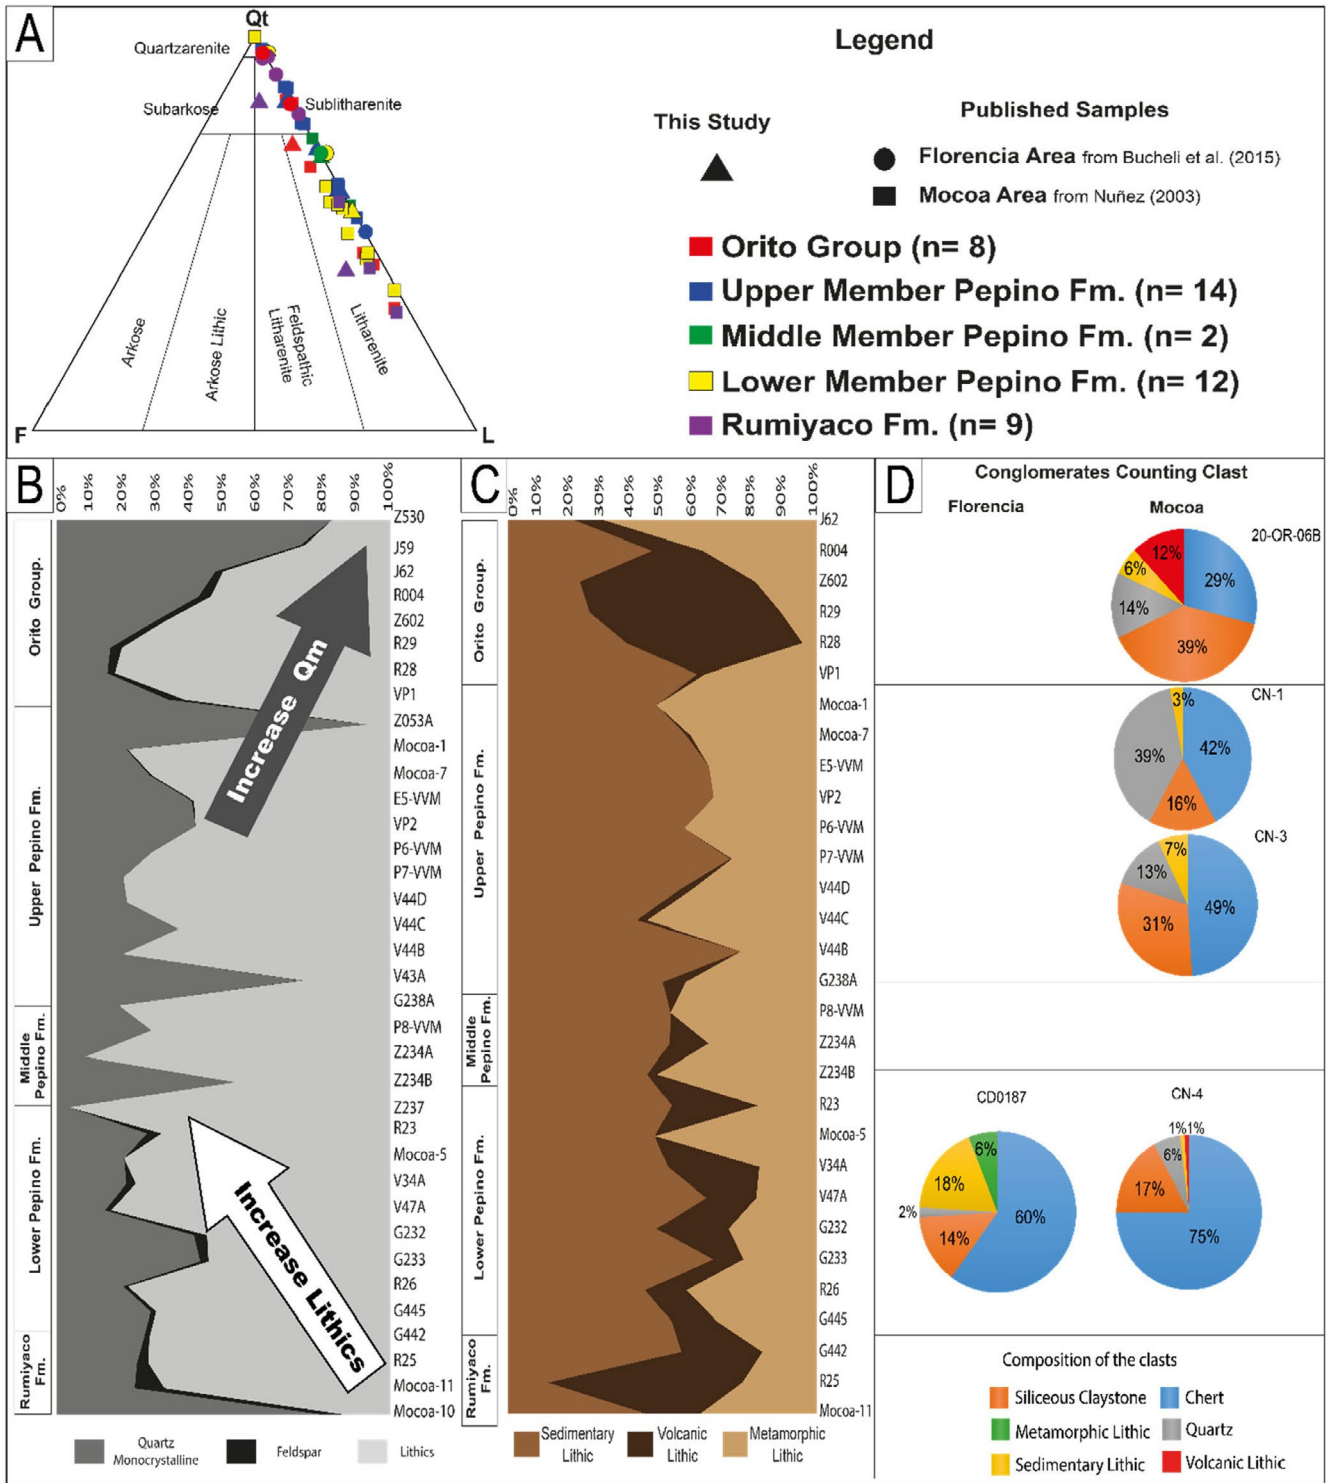 A
Qt
Quartzarenite
Subarkose
Sublitharenite
Arkose
Arkose Lithic
Feldspathic
Litharenite
Litharenite
F
L
Legend
This Study
Published Samples
Florencia Area from Bucheli et al. (2015)
Mocoa Area from Nuñez (2003)
Orito Group (n= 8)
Upper Member Pepino Fm. (n= 14)
Middle Member Pepino Fm. (n= 2)
Lower Member Pepino Fm. (n= 12)
Rumiyaco Fm. (n= 9)
B
0%
10%
20%
30%
40%
50%
60%
70%
80%
90%
100%
Orito Group.
Upper Pepino Fm.
Middle
Pepino Fm.
Lower Pepino Fm.
Rumiyaco
Fm.
Increase Qm
Increase Lithics
Z530
J59
J62
R004
Z602
R29
R28
VP1
Z053A
Mocoa-1
Mocoa-7
E5-VVM
VP2
P6-VVM
P7-VVM
V44D
V44C
V44B
V43A
G238A
P8-VVM
Z234A
Z234B
Z237
R23
Mocoa-5
V34A
V47A
G232
G233
R26
G445
G442
R25
Mocoa-11
Mocoa-10
Quartz
Monocrystalline
Feldspar
Lithics
C
0%
10%
20%
30%
40%
50%
60%
70%
80%
90%
100%
Orito Group.
Upper Pepino Fm.
Middle
Pepino Fm.
Lower Pepino Fm.
Rumiyaco
Fm.
J62
R004
Z602
R29
R28
VP1
Mocoa-1
Mocoa-7
E5-VVM
VP2
P6-VVM
P7-VVM
V44D
V44C
V44B
G238A
P8-VVM
Z234A
Z234B
R23
Mocoa-5
V34A
V47A
G232
G233
R26
G445
G442
R25
Mocoa-11
Sedimentary
Lithic
Volcanic
Lithic
Metamorphic
Lithic
D
Conglomerates Counting Clast
Florencia
Mocoa
20-OR-06B
12%
6%
29%
14%
39%
CN-1
3%
39%
42%
16%
CN-3
7%
13%
49%
31%
CD0187
6%
18%
2%
60%
14%
CN-4
1%
1%
6%
17%
75%
Composition of the clasts
Siliceous Claystone
Chert
Metamorphic Lithic
Quartz
Sedimentary Lithic
Volcanic Lithic